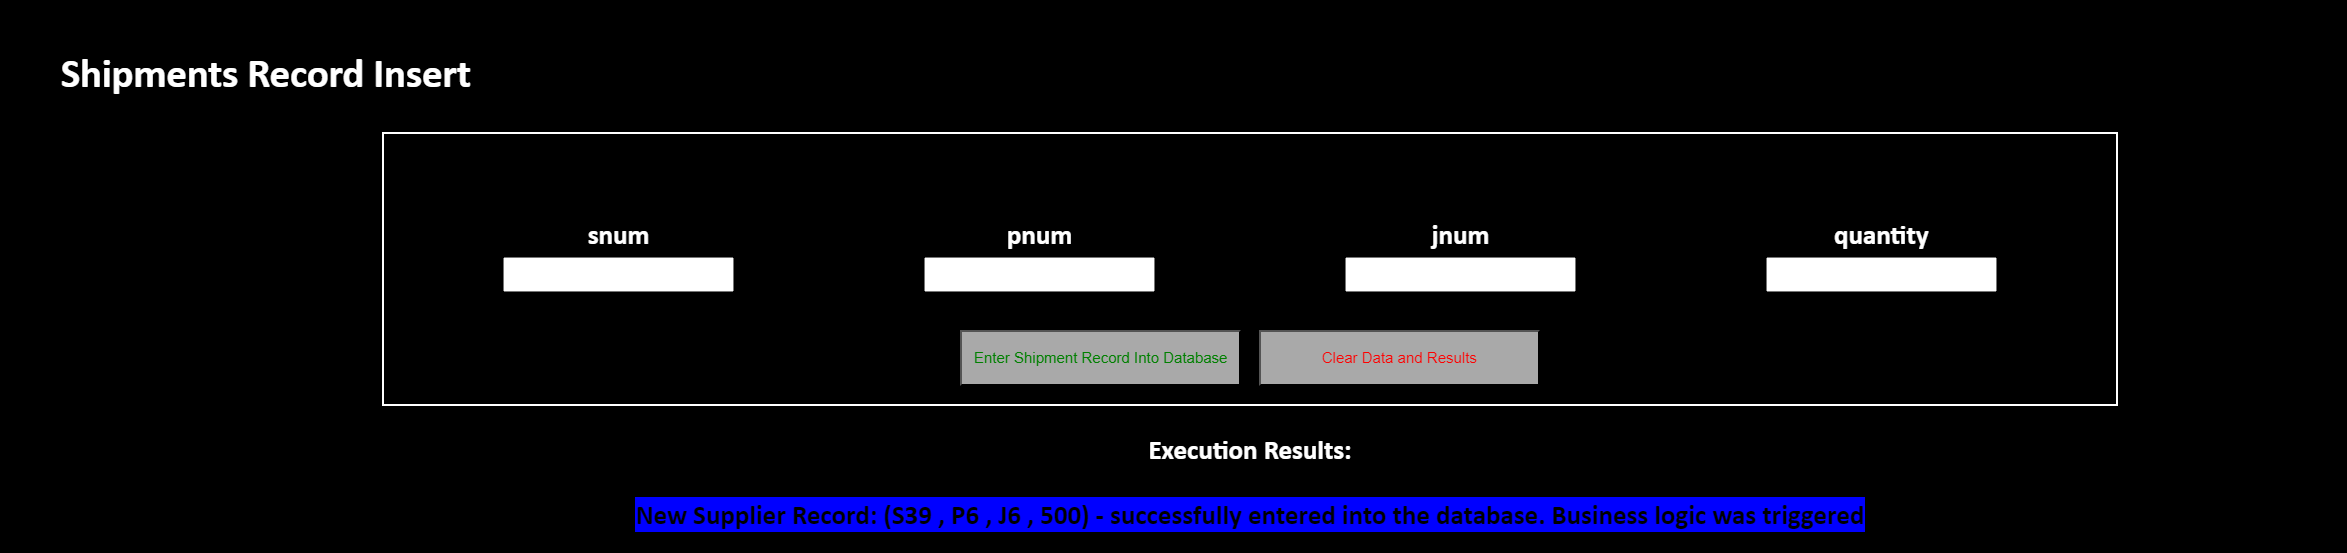 Shipments Record Insert
snum pnum jnum quantity
Enter Shipment Record Into Database Clear Data and Results
Execution Results:
New Supplier Record: (S39 , P6 , J6 , 500) - successfully entered into the database. Business logic was triggered